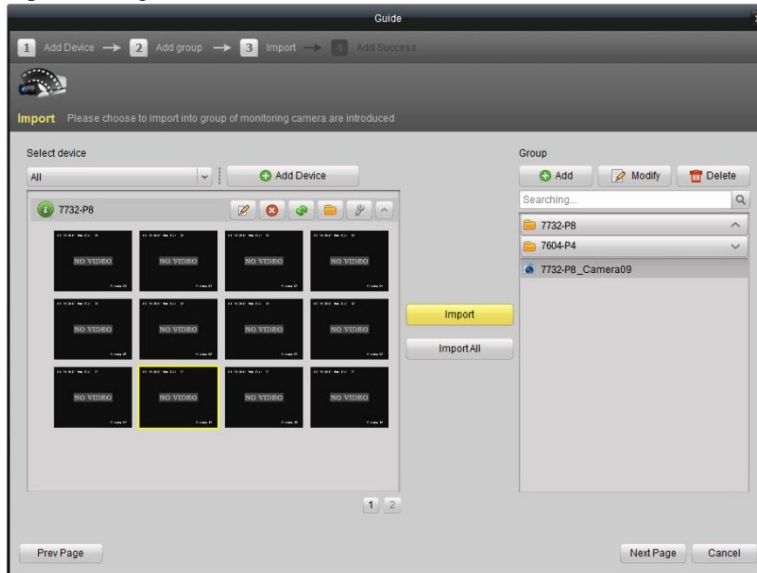 Guide
1 Add Device 2 Add group 3 Import 4 Add Success
Import Please choose to import into group of monitoring camera are introduced
Select device
Group
All
Add Device
Add Modify Delete
Searching...
7732-P8
7732-P8
7604-P4
7732-P8_Camera09
NO VIDEO NO VIDEO NO VIDEO NO VIDEO
Import
NO VIDEO NO VIDEO NO VIDEO NO VIDEO
Import All
NO VIDEO NO VIDEO NO VIDEO NO VIDEO
1 2
Prev Page Next Page Cancel